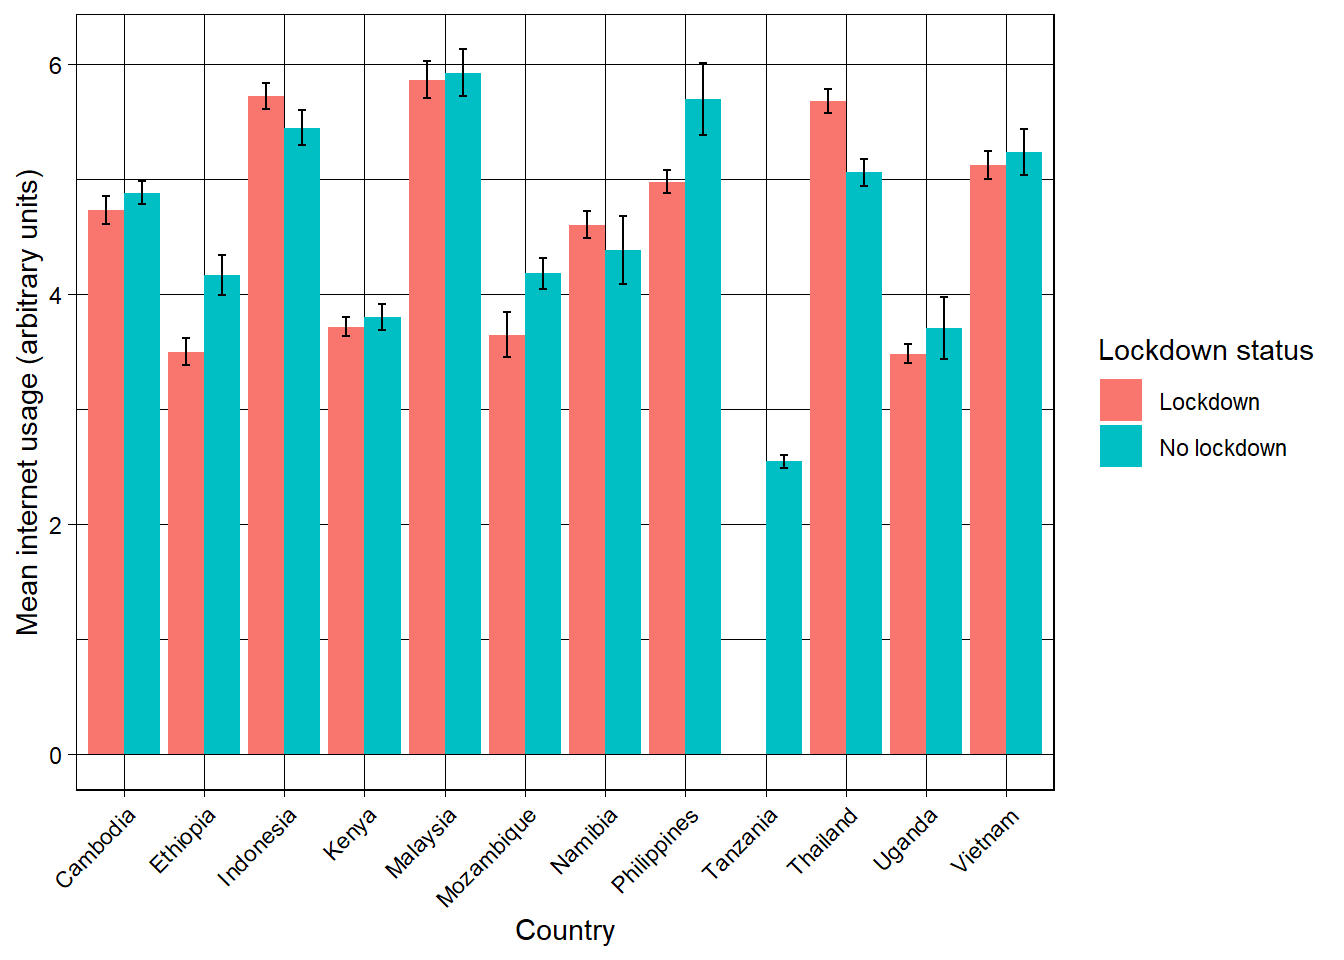 Mean internet usage (arbitrary units)
6
4
2
0
Cambodia
Ethiopia
Indonesia
Kenya
Malaysia
Mozambique
Namibia
Philippines
Tanzania
Thailand
Uganda
Vietnam
Country
Lockdown status
Lockdown
No lockdown